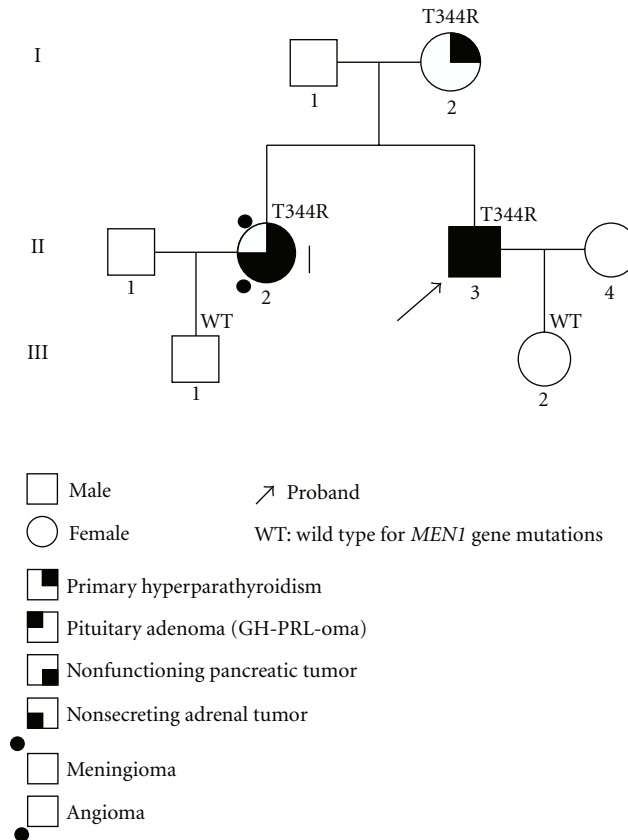 T344R
I
1
2
T344R
T344R
II
1
2
3
4
WT
WT
III
1
2
Male
Proband
Female
WT: wild type for MEN1 gene mutations
Primary hyperparathyroidism
Pituitary adenoma (GH-PRL-oma)
Nonfunctioning pancreatic tumor
Nonsecreting adrenal tumor
Meningioma
Angioma